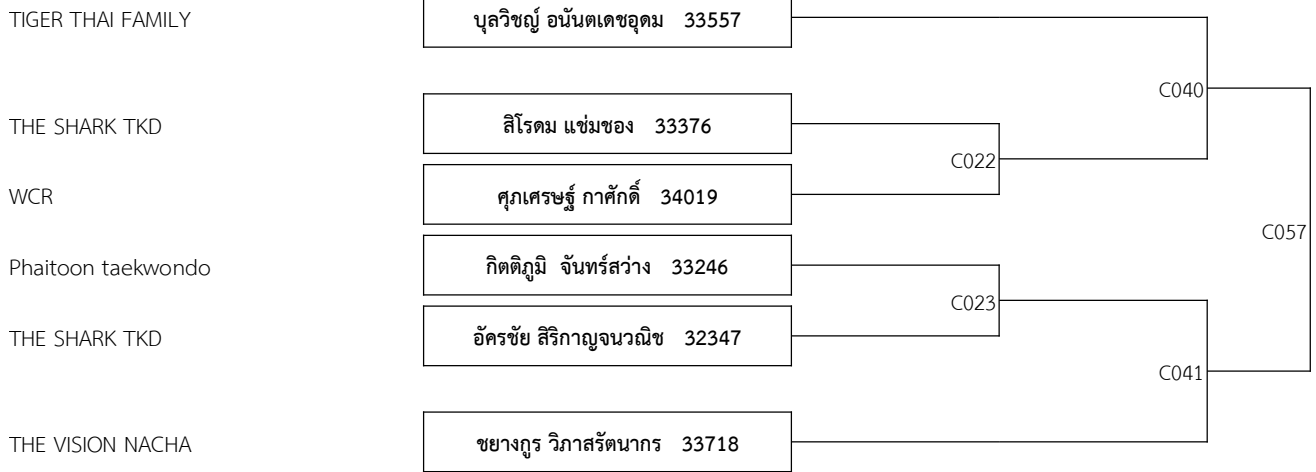 TIGER THAI FAMILY บุลวิชญ์ อนันตเดชอุดม 33557
C040
THE SHARK TKD สิโรดม แช่มชอง 33376
C022
WCR ศุภเศรษฐ์ กาศักดิ์ 34019
C057
Phaitoon taekwondo กิตติภูมิ จันทร์สว่าง 33246
C023
THE SHARK TKD อัครชัย สิริกาญจนวณิช 32347
C041
THE VISION NACHA ชยางกูร วิภาสรัตนากร 33718